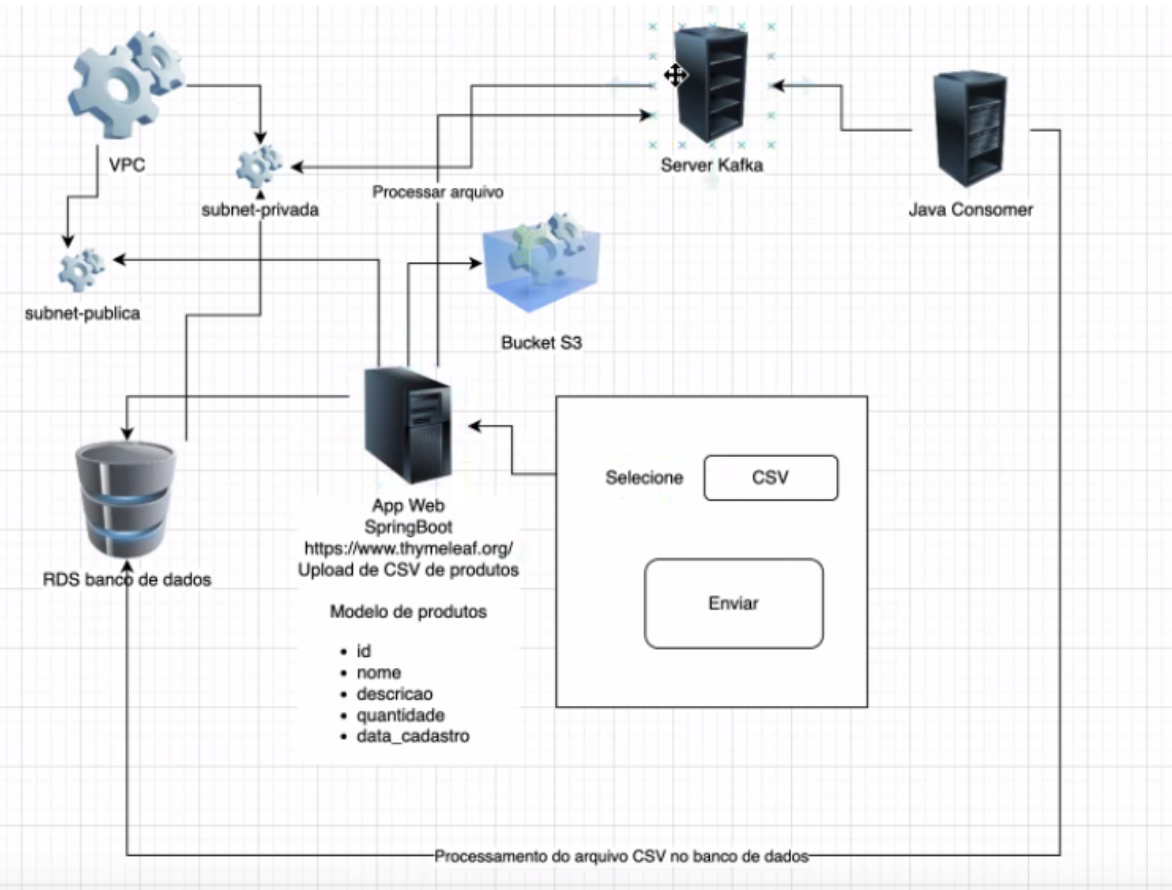 VPC
Server Kafka
Processar arquivo
subnet-privada
Java Consomer
subnet-publica
Bucket S3
Selecione
CSV
App Web
SpringBoot
https://www.thymeleaf.org/
Upload de CSV de produtos
RDS banco de dados
Enviar
Modelo de produtos
• id
• nome
• descricao
• quantidade
• data_cadastro
Processamento do arquivo CSV no banco de dados